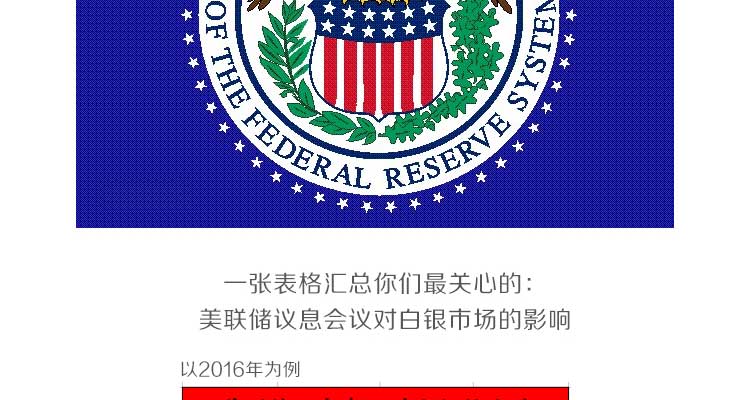 OF THE FEDERAL RESERVE SYSTEM
一张表格汇总你们最关心的：
美联储议息会议对白银市场的影响
以2016年为例